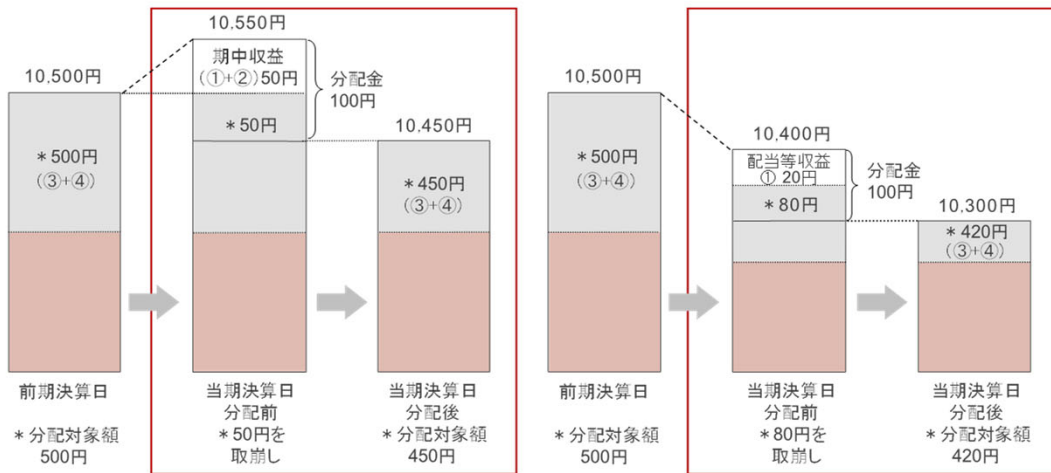 10,500円
＊500円
(③+④)
前期決算日
＊分配対象額
500円
10.550円
期中収益
(①+②)50円
＊50円
分配金
100円
当期決算日
分配前
＊50円を
取崩し
10.450円
＊450円
(③+④)
当期決算日
分配後
＊分配対象額
450円
10,500円
＊500円
(③+④)
前期決算日
＊分配対象額
500円
10,400円
配当等収益
① 20円
＊80円
分配金
100円
当期決算日
分配前
＊80円を
取崩し
10.300円
＊420円
(③+④)
当期決算日
分配後
＊分配対象額
420円